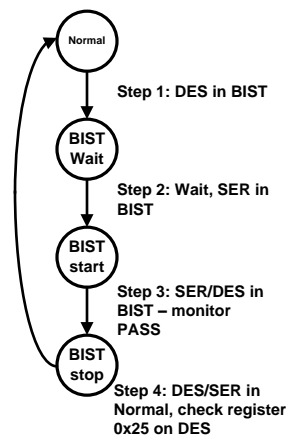 Normal
Step 1: DES in BIST
BIST
Wait
Step 2: Wait, SER in
BIST
BIST
start
Step 3: SER/DES in
BIST – monitor
PASS
BIST
stop
Step 4: DES/SER in
Normal, check register
0x25 on DES